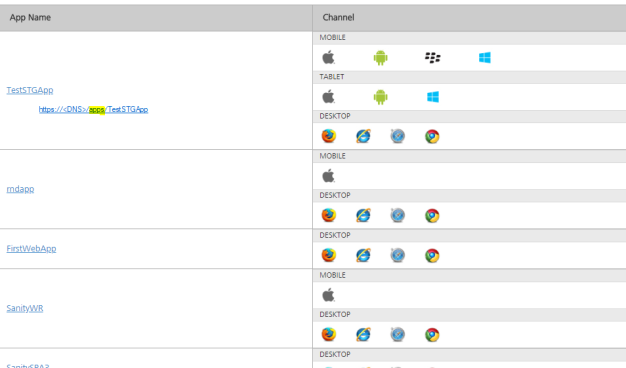 App Name
Channel
MOBILE
TABLET
TestSTGApp
https://<DNS>/apps/TestSTGApp
DESKTOP
MOBILE
rndapp
DESKTOP
DESKTOP
FirstWebApp
MOBILE
SanityWR
DESKTOP
DESKTOP
SanitySPA3